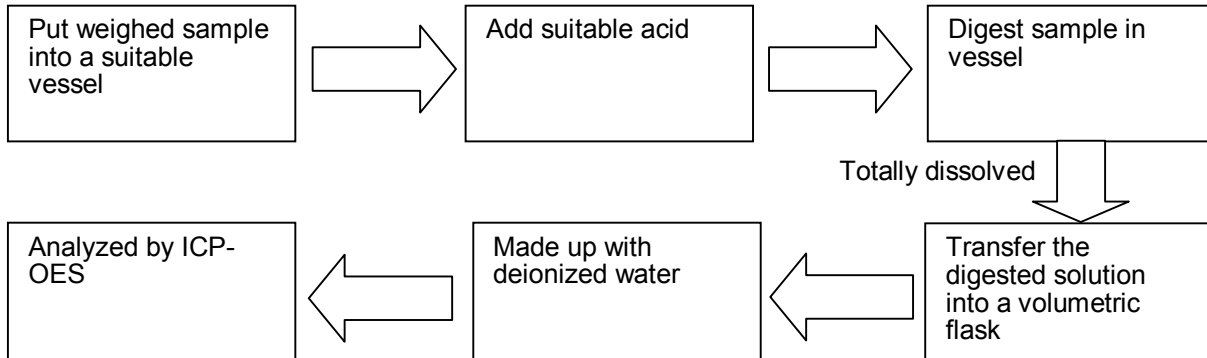 Put weighed sample
into a suitable
vessel
Add suitable acid
Digest sample in
vessel
Totally dissolved
Transfer the
digested solution
into a volumetric
flask
Made up with
deionized water
Analyzed by ICP-
OES